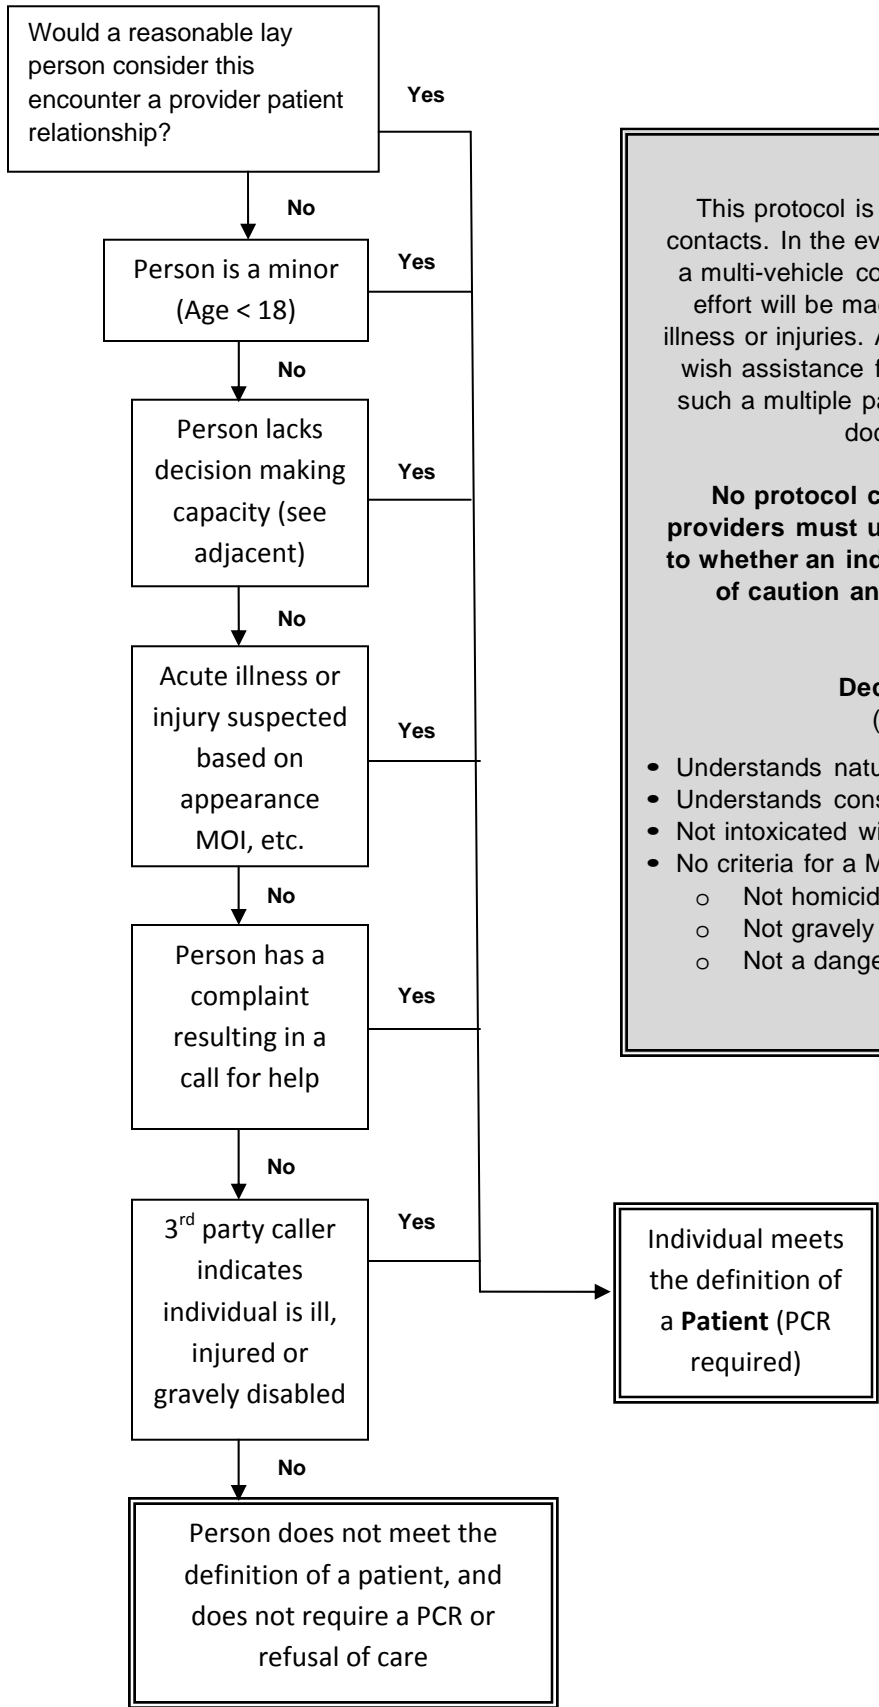 Would a reasonable lay
person consider this
encounter a provider patient
relationship?
Yes
No
Person is a minor
(Age < 18)
Yes
No
Person lacks
decision making
capacity (see
adjacent)
Yes
No
Acute illness or
injury suspected
based on
appearance
MOI, etc.
Yes
No
Person has a
complaint
resulting in a
call for help
Yes
No
3rd party caller
indicates
individual is ill,
injured or
gravely disabled
Yes
No
Person does not meet the
definition of a patient, and
does not require a PCR or
refusal of care
Individual meets
the definition of
a Patient (PCR
required)
This protocol is
contacts. In the ev
a multi-vehicle co
effort will be ma
illness or injuries.
wish assistance
such a multiple pa
doc
No protocol c
providers must u
to whether an ind
of caution an
Dec
(
• Understands natu
• Understands cons
• Not intoxicated wi
• No criteria for a M
o Not homicid
o Not gravely
o Not a dange